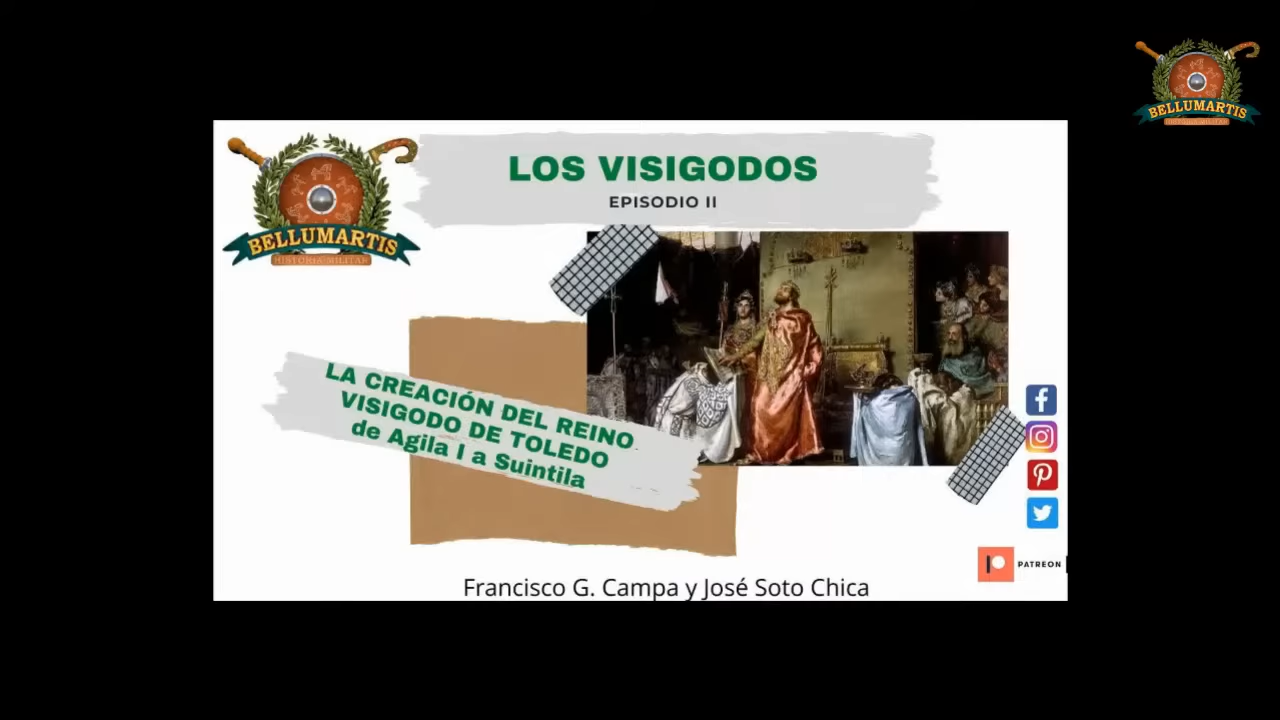 BELLUMARTIS
HISTORIA MILITAR
LOS VISIGODOS
EPISODIO II
BELLUMARTIS
HISTORIA MILITAR
LA CREACIÓN DEL REINO
VISIGODO DE TOLEDO
de Agila I a Suintila
PATREON
Francisco G. Campa y José Soto Chica